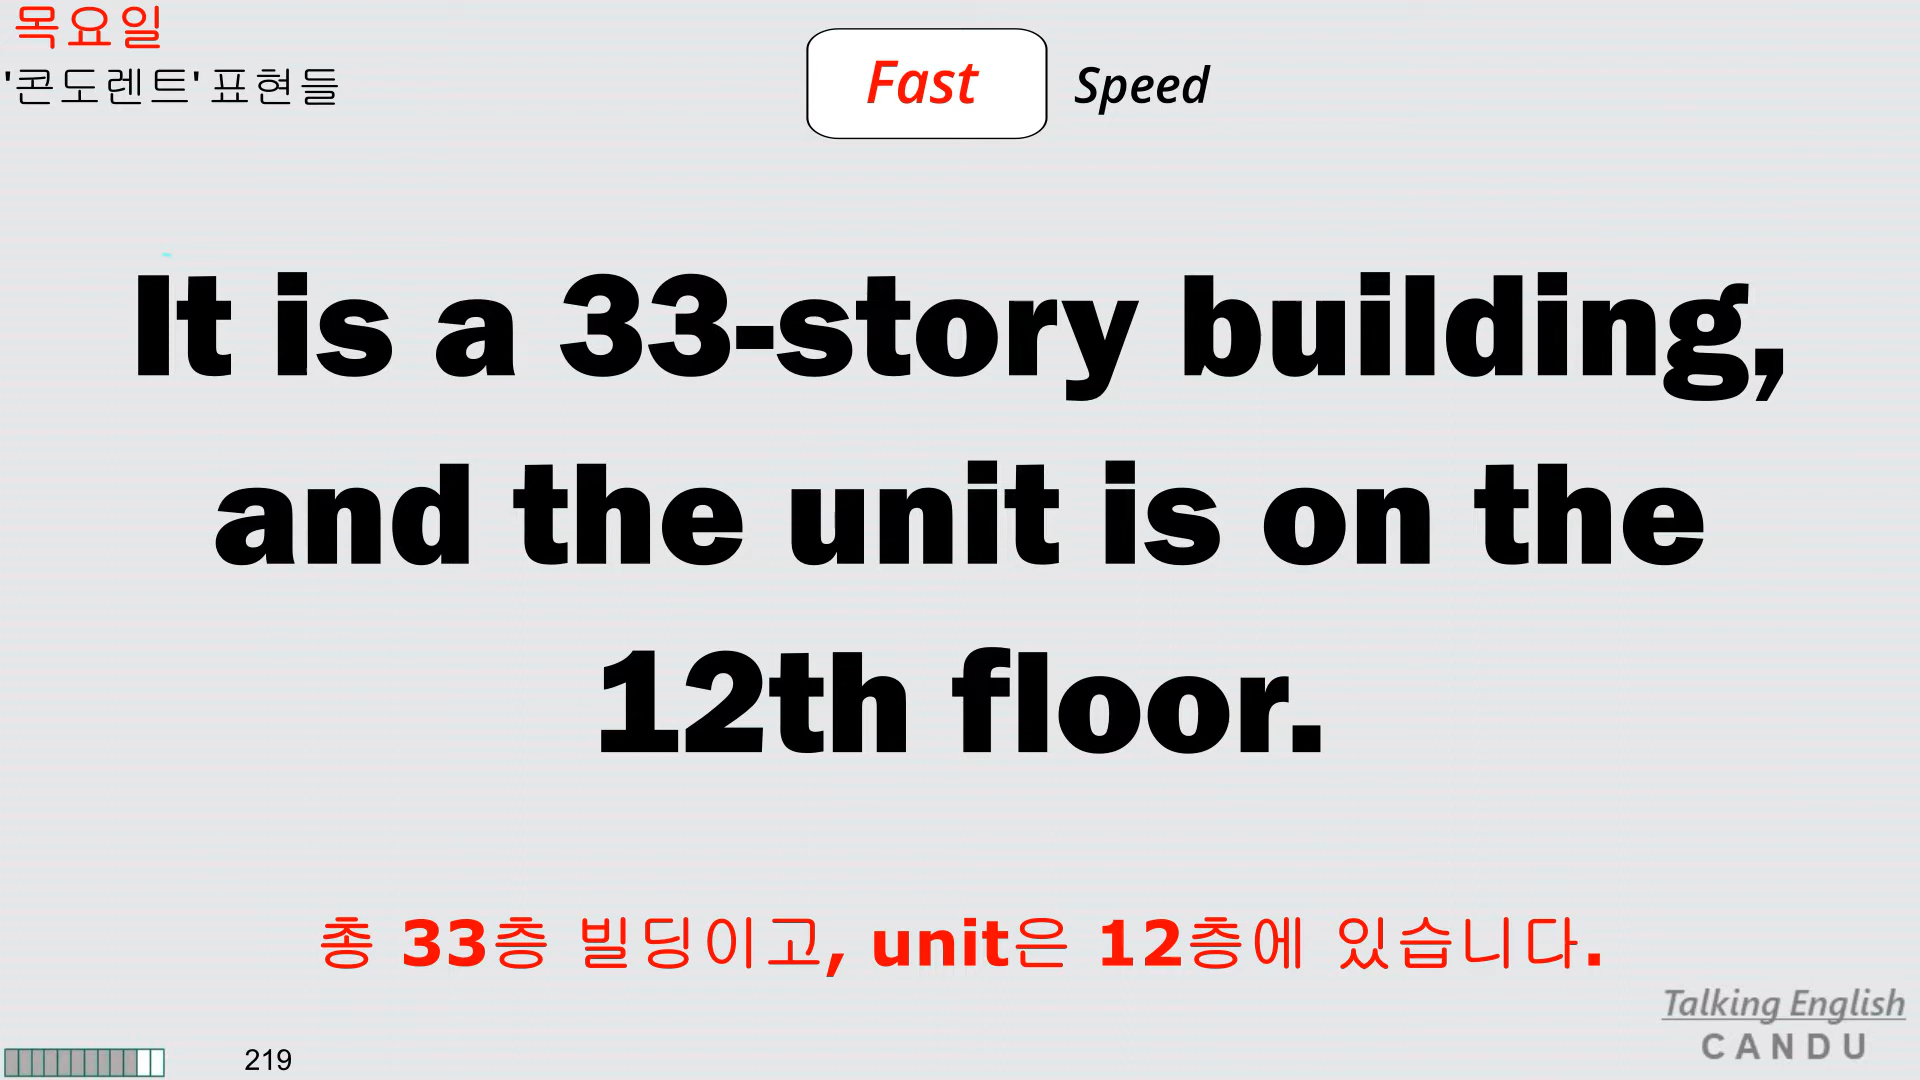 목요일
'콘도렌트' 표현들
Fast Speed
It is a 33-story building,
and the unit is on the
12th floor.
총 33층 빌딩이고, unit은 12층에 있습니다.
Talking English
CANDU
219